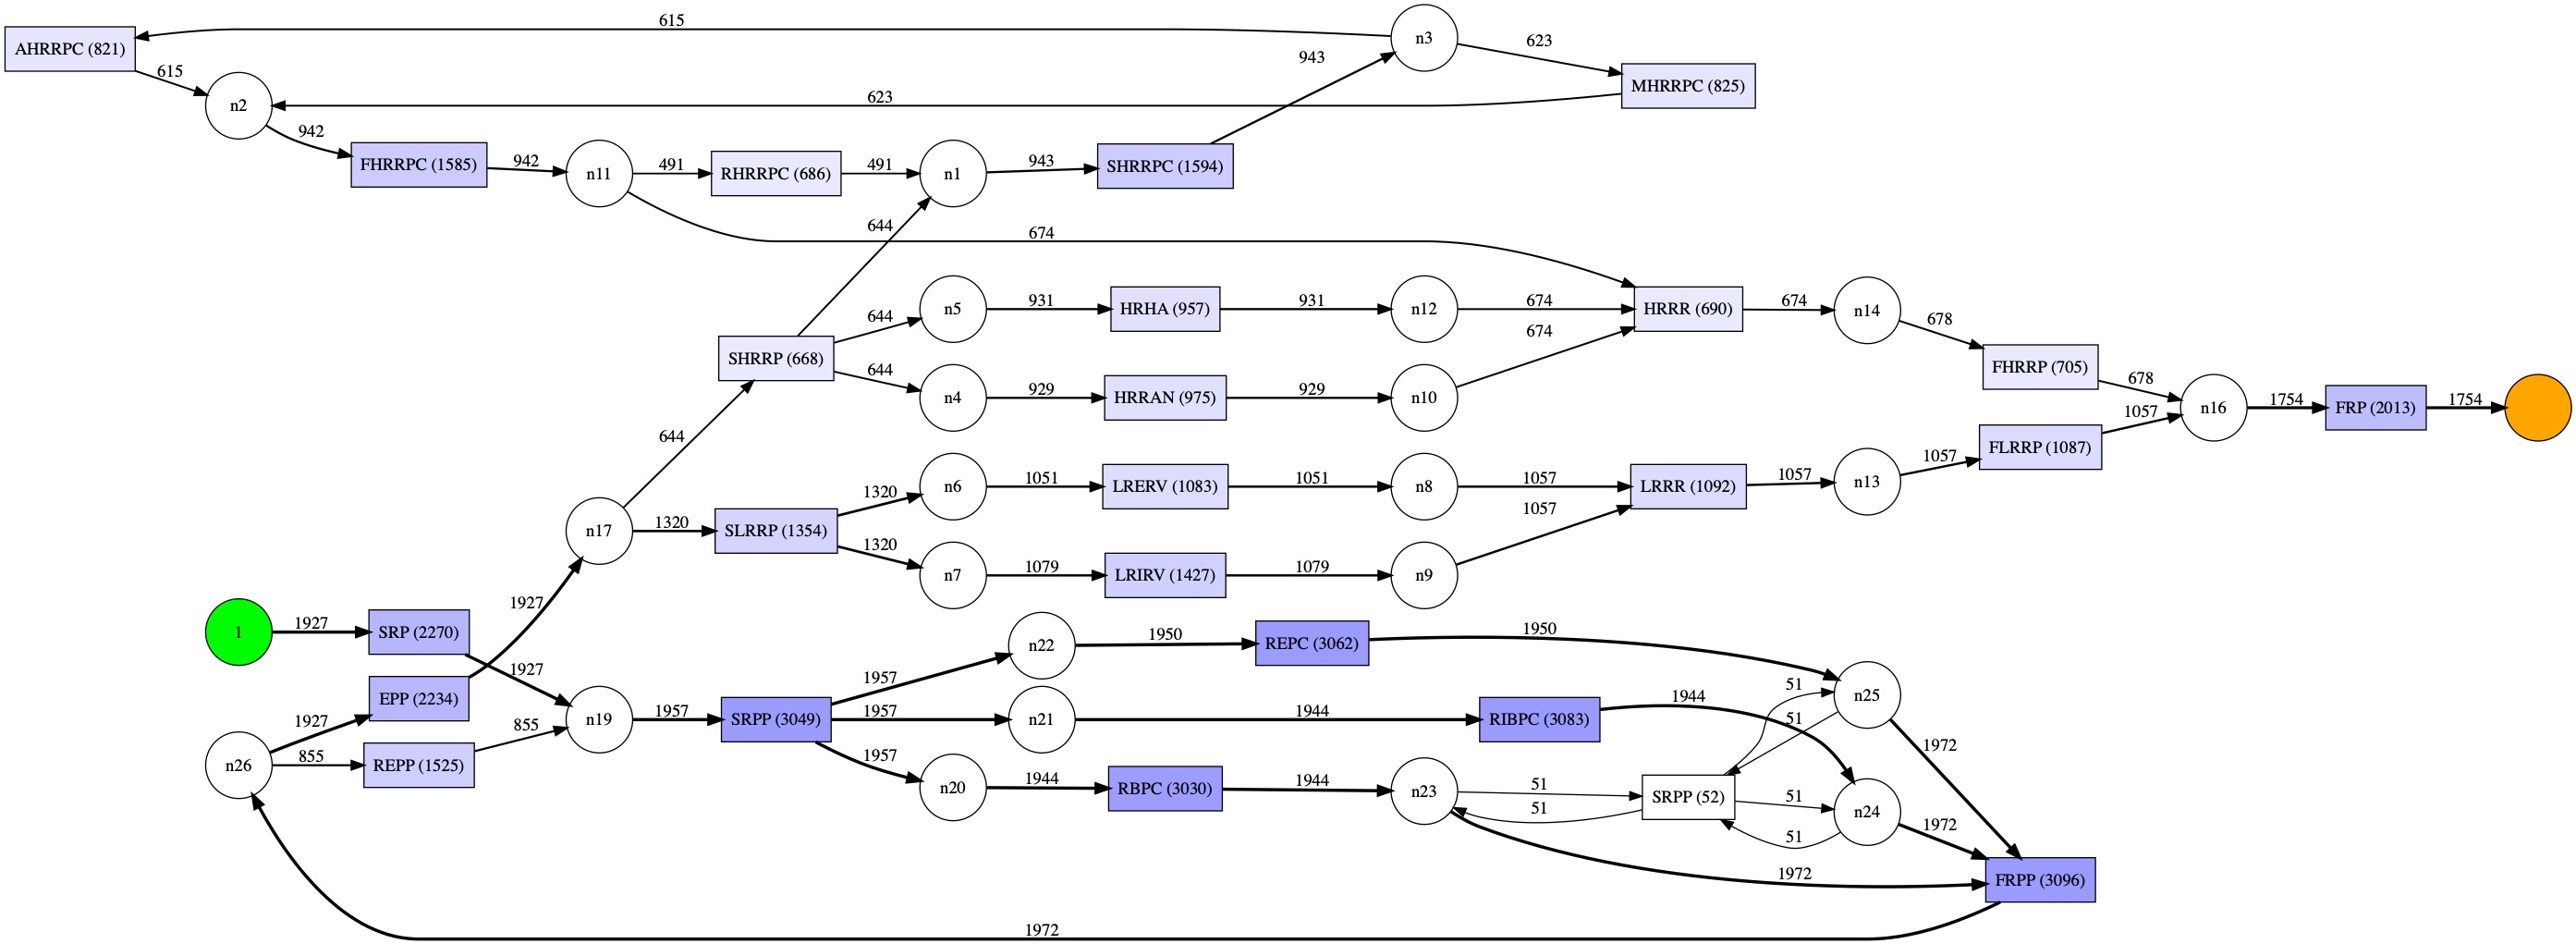 615
AHRRPC (821)
n3
623
615
943
MHRRPC (825)
n2
623
942
FHRRPC (1585)
942
n11
491
RHRRPC (686)
491
n1
943
SHRRPC (1594)
644
674
n5
931
HRHA (957)
931
n12
674
HRRR (690)
674
n14
678
644
674
SHRRP (668)
FHRRP (705)
678
644
n4
929
HRRAN (975)
929
n10
n16
1754
FRP (2013)
1754
1057
644
FLRRP (1087)
1057
n6
1051
LRERV (1083)
1051
n8
1057
LRRR (1092)
1057
n13
1320
n17
1320
SLRRP (1354)
1057
1320
n7
1079
LRIRV (1427)
1079
n9
1927
1
1927
SRP (2270)
n22
1950
REPC (3062)
1950
1927
1957
EPP (2234)
51
n25
1944
1927
855
n19
1957
SRPP (3049)
1957
n21
1944
RIBPC (3083)
51
1972
n26
855
REPP (1525)
1957
n20
1944
RBPC (3030)
1944
n23
51
SRPP (52)
51
n24
51
51
1972
1972
FRPP (3096)
1972